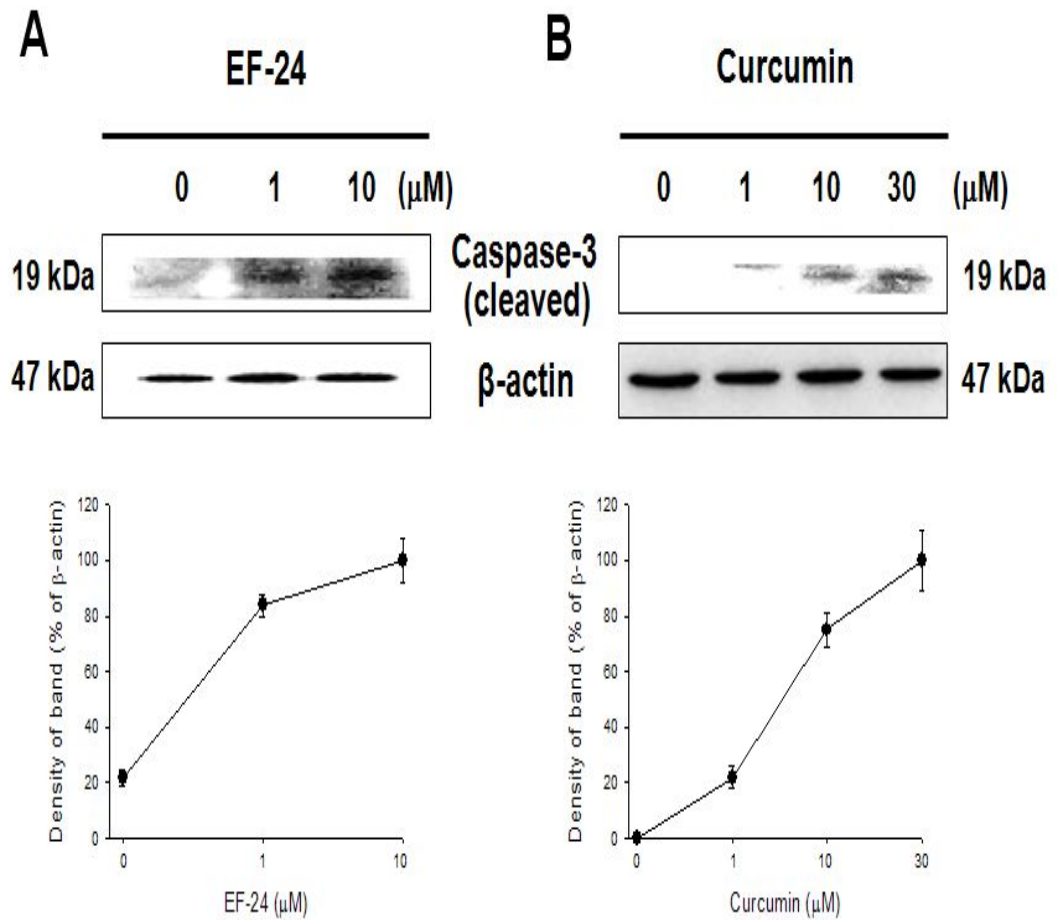 A
EF-24
0 1 10 (μM)
19 kDa
47 kDa
Caspase-3
(cleaved)
β-actin
B
Curcumin
0 1 10 30 (μM)
19 kDa
47 kDa
Density of band (% of β- actin)
120
100
80
60
40
20
0
0 1 10
EF-24 (μM)
Density of band (% of β- actin)
120
100
80
60
40
20
0
0 1 10 30
Curcumin (μM)